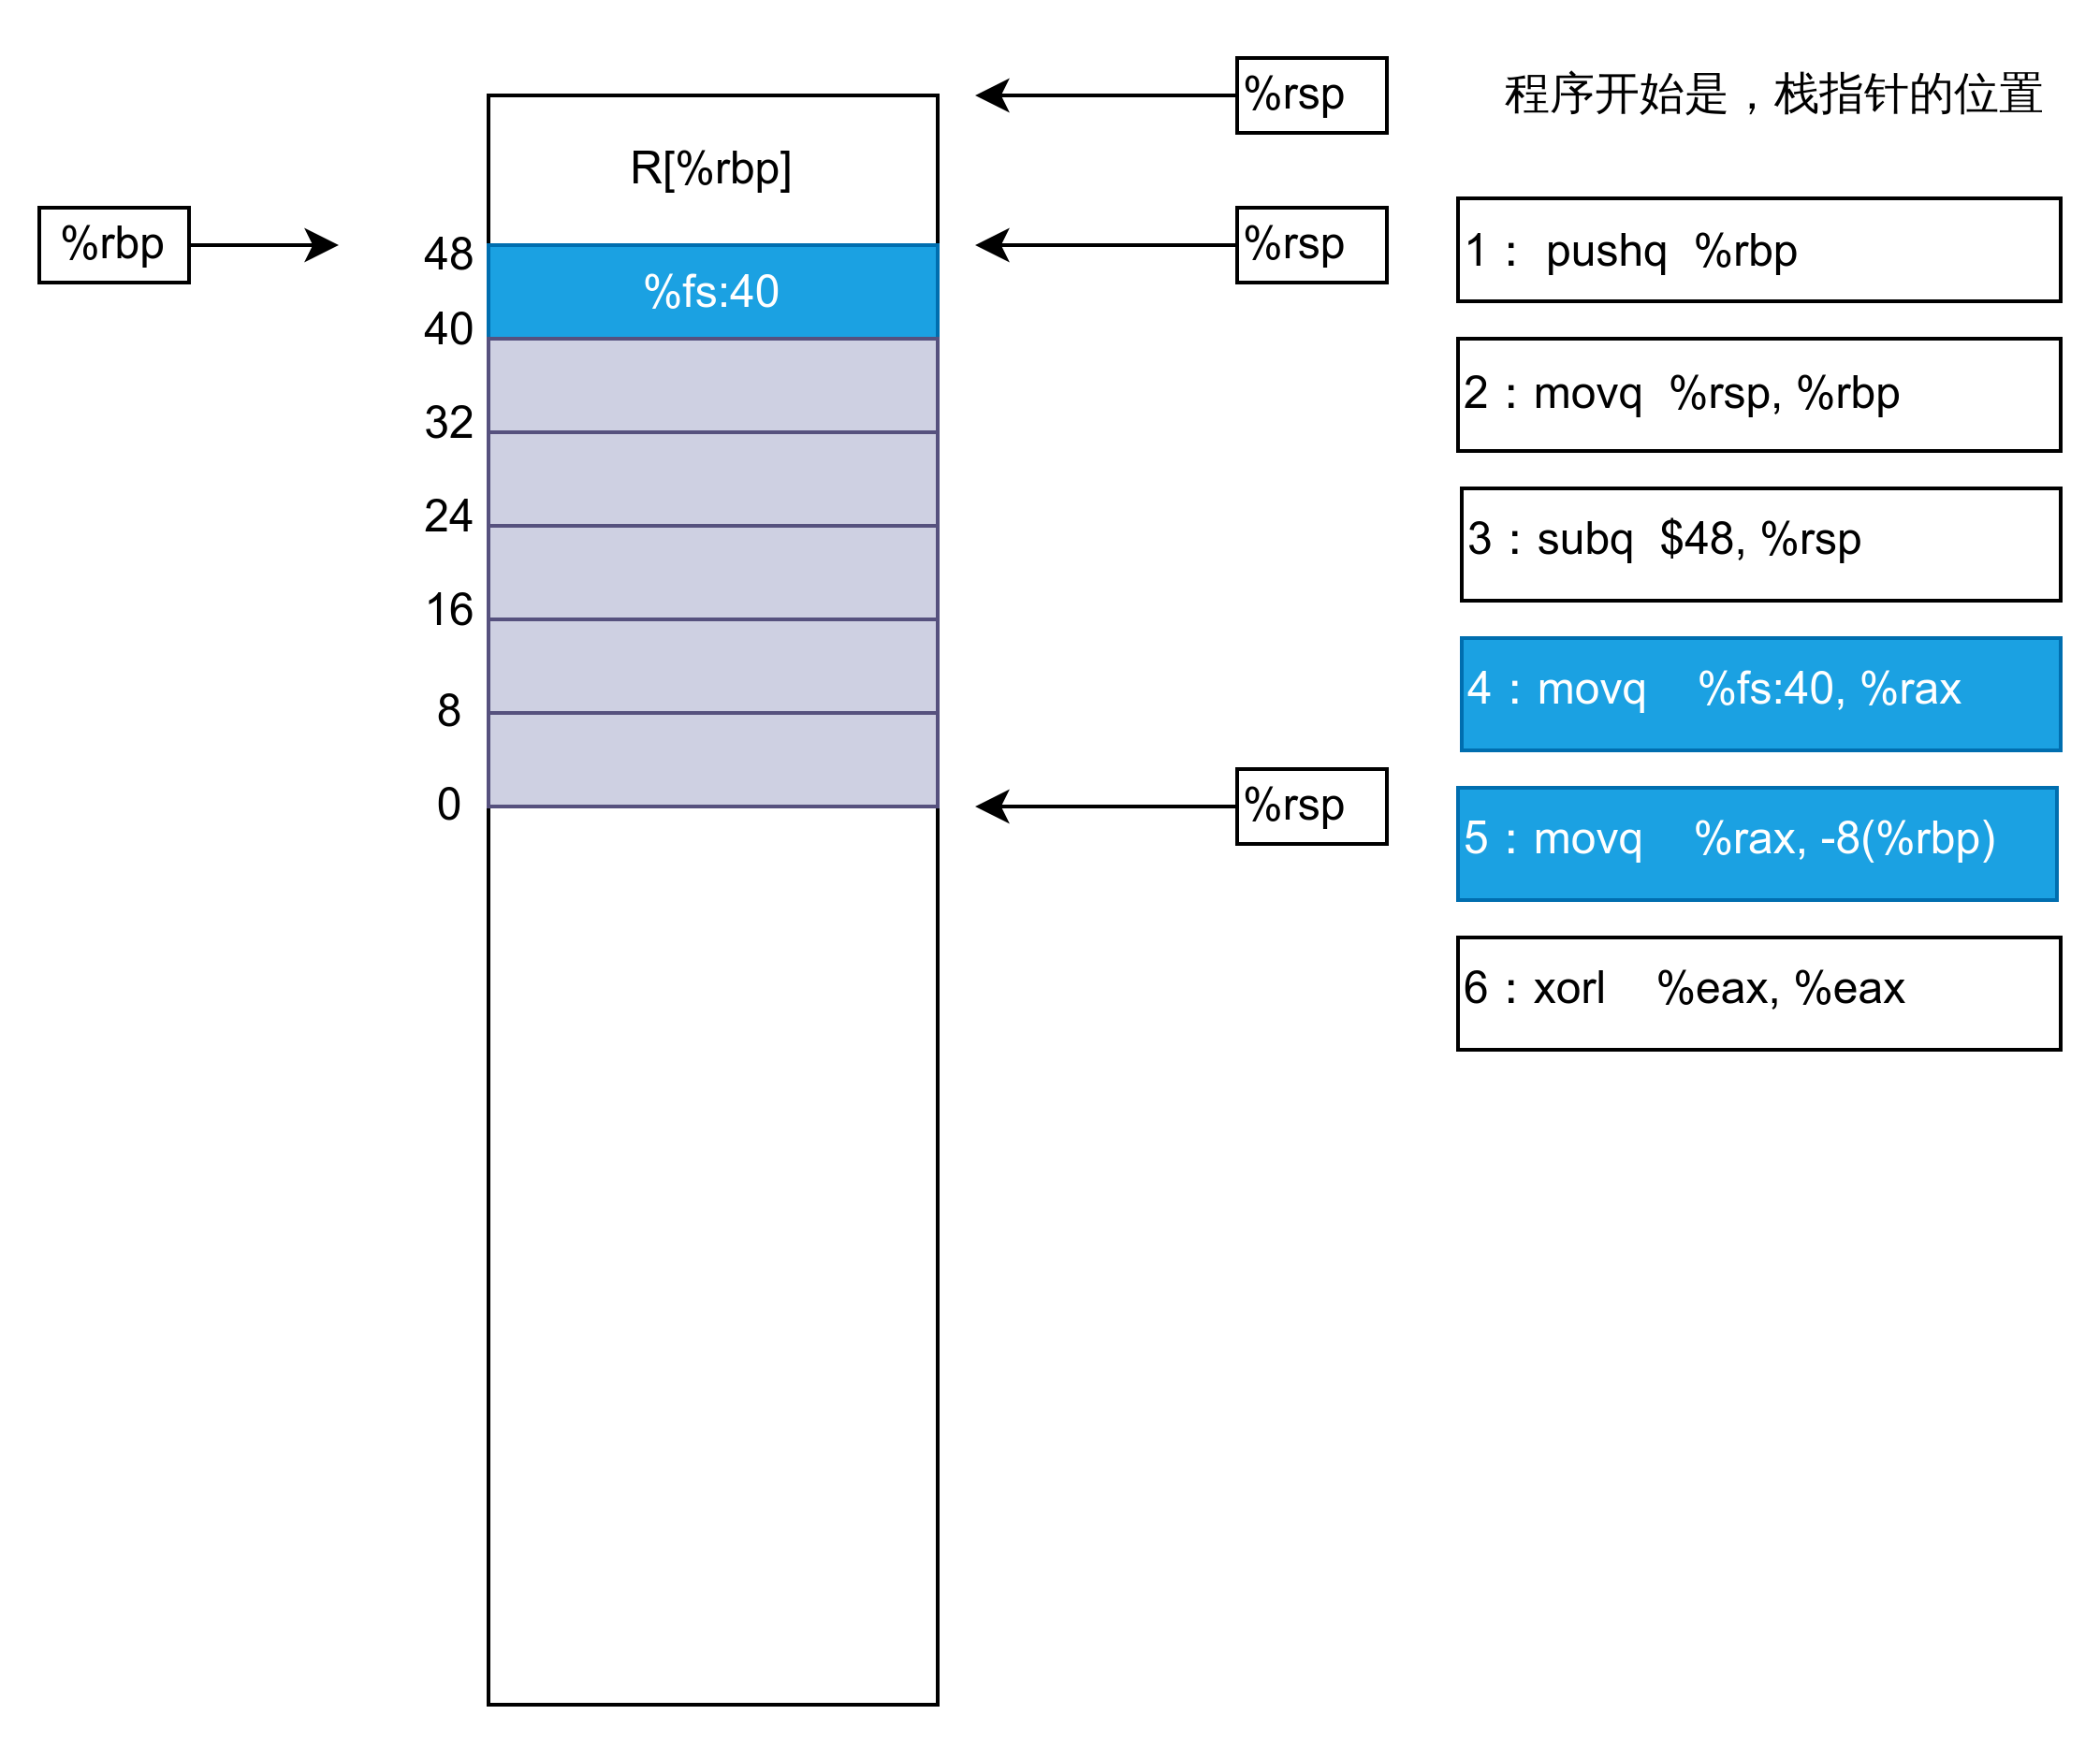 %rsp
程序开始是，栈指针的位置
R[%rbp]
%rbp
%rsp
1： pushq %rbp
48
%fs:40
40
2：movq %rsp, %rbp
32
24
3：subq $48, %rsp
16
4：movq %fs:40, %rax
8
0
%rsp
5：movq %rax, -8(%rbp)
6：xorl %eax, %eax